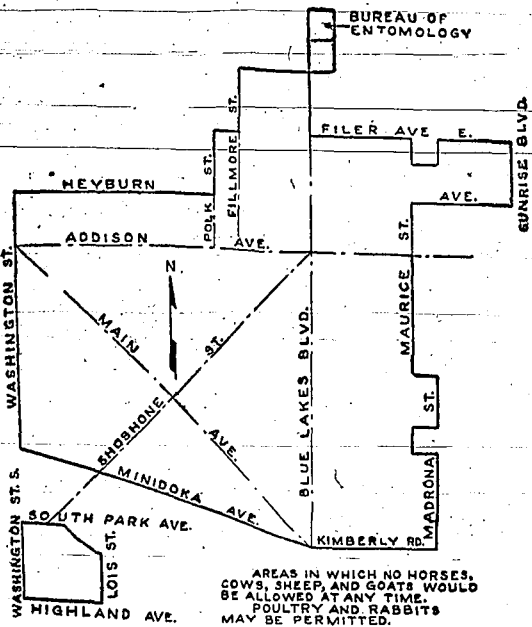 BUREAU OF
ENTOMOLOGY
FILER AVE E.
SUNRISE BLVD.
POLK ST.
FILLMORE ST.
HEYBURN
AVE.
ADDISON AVE.
WASHINGTON ST.
N
MAIN AVE.
SHOSHONE ST.
BLUE LAKES BLVD.
MAURICE ST.
MADRONA ST.
MINIDOKA AVE.
KIMBERLY RD.
WASHINGTON ST. S.
SOUTH PARK AVE.
LOIS ST.
HIGHLAND AVE.
AREAS IN WHICH NO HORSES,
COWS, SHEEP, AND GOATS WOULD
BE ALLOWED AT ANY TIME.
POULTRY AND RABBITS
MAY BE PERMITTED.